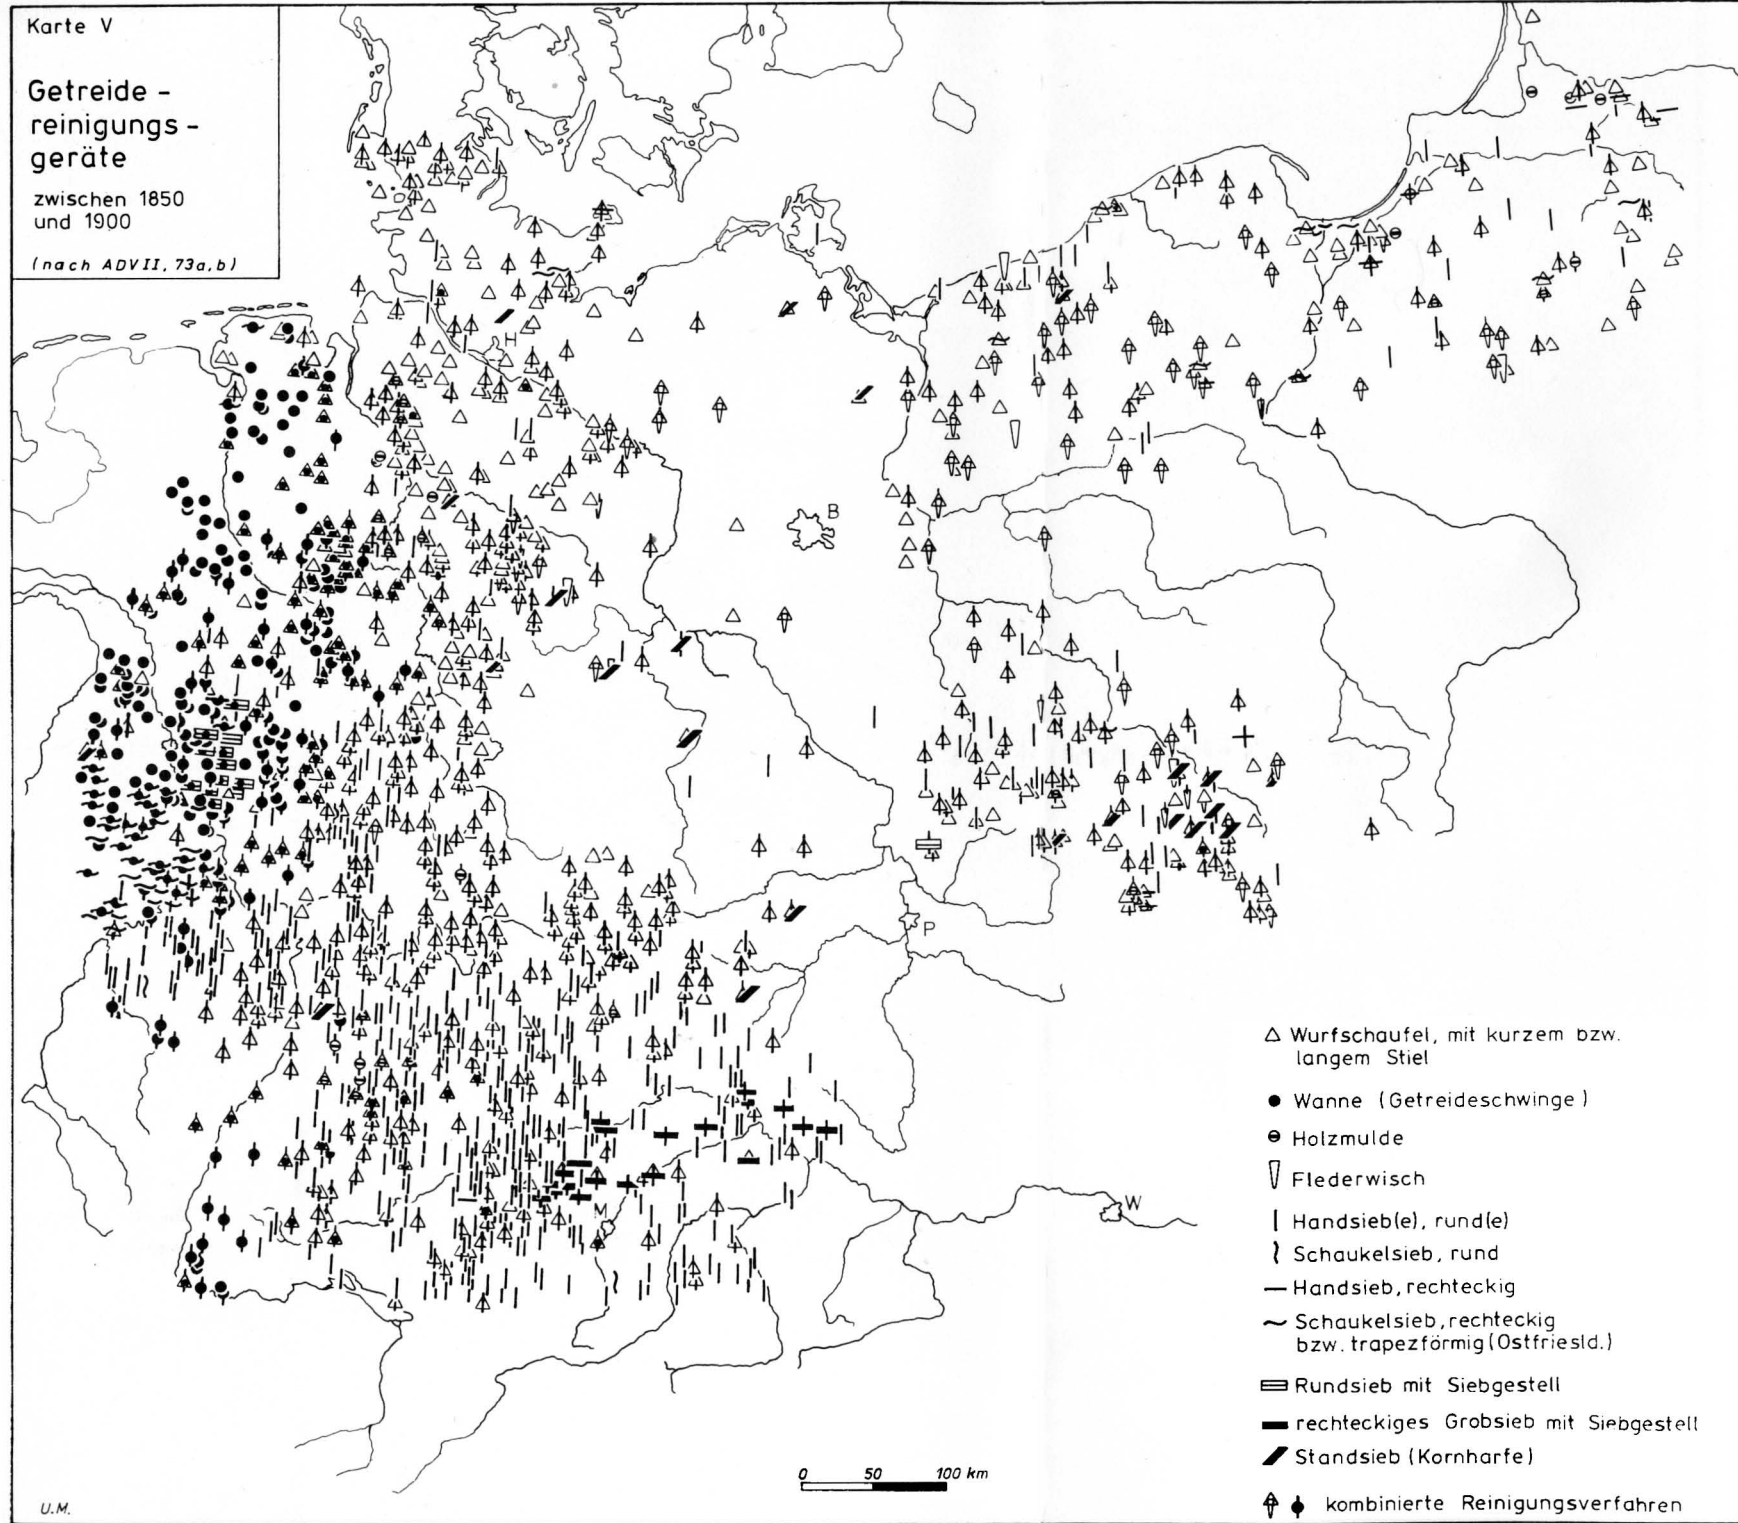 Karte V
Getreide -
reinigungs -
geräte
zwischen 1850
und 1900
(nach ADVII, 73a,b)
H
B
P
M
W
△ Wurfschaufel, mit kurzem bzw.
langem Stiel
Wanne (Getreideschwinge)
Holzmulde
Flederwisch
Handsieb(e), rund(e)
Schaukelsieb, rund
Handsieb, rechteckig
Schaukelsieb, rechteckig
bzw. trapezförmig (Ostfriesld.)
Rundsieb mit Siebgestell
rechteckiges Grobsieb mit Siebgestell
Standsieb (Kornharfe)
kombinierte Reinigungsverfahren
0 50 100 km
U.M.